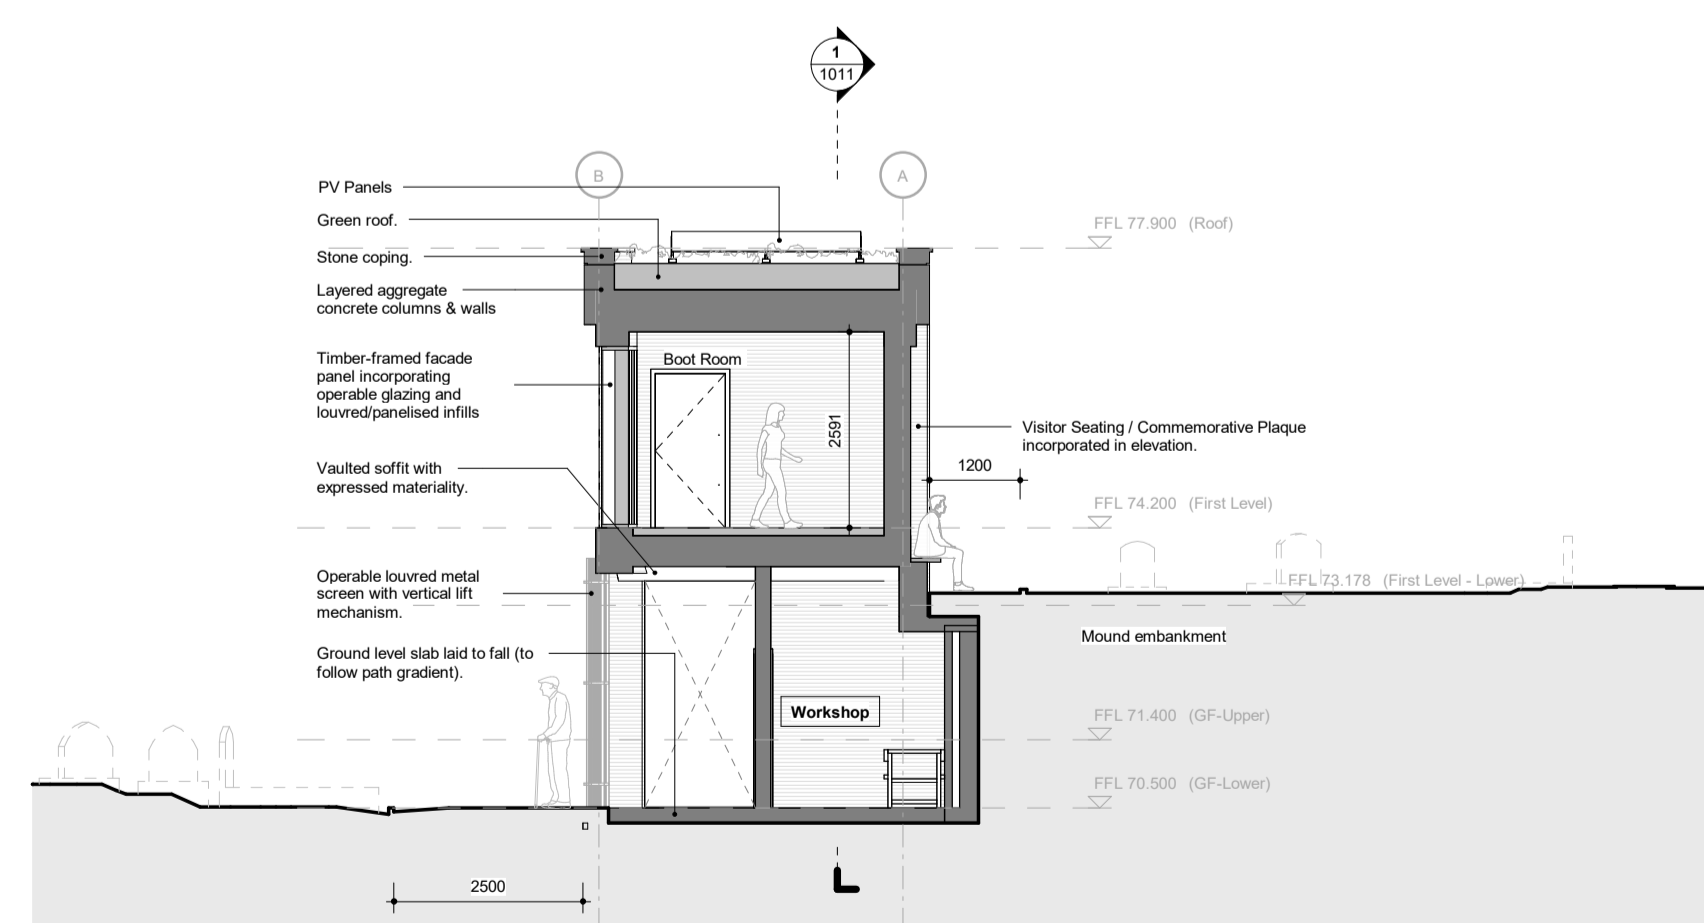 1
1011
B
A
PV Panels
Green roof.
Stone coping.
Layered aggregate
concrete columns & walls
Timber-framed facade
panel incorporating
operable glazing and
louvred/panelised infills
Vaulted soffit with
expressed materiality.
Operable louvred metal
screen with vertical lift
mechanism.
Ground level slab laid to fall (to
follow path gradient).
Boot Room
2591
Workshop
2500
FFL 77.900 (Roof)
Visitor Seating / Commemorative Plaque
incorporated in elevation.
1200
FFL 74.200 (First Level)
FFL 73.178 (First Level - Lower)
Mound embankment
FFL 71.400 (GF-Upper)
FFL 70.500 (GF-Lower)